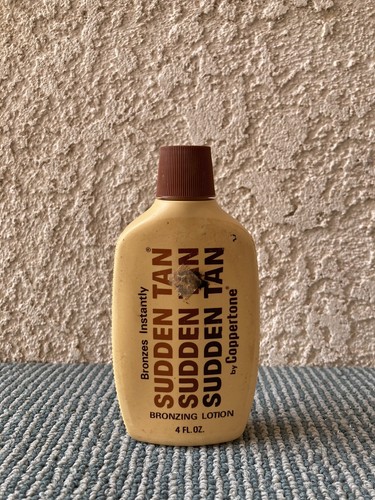 Bronzes Instantly
SUDDEN TAN®
SUDDEN TAN
SUDDEN TAN
by Coppertone®
BRONZING LOTION
4 FL. OZ.